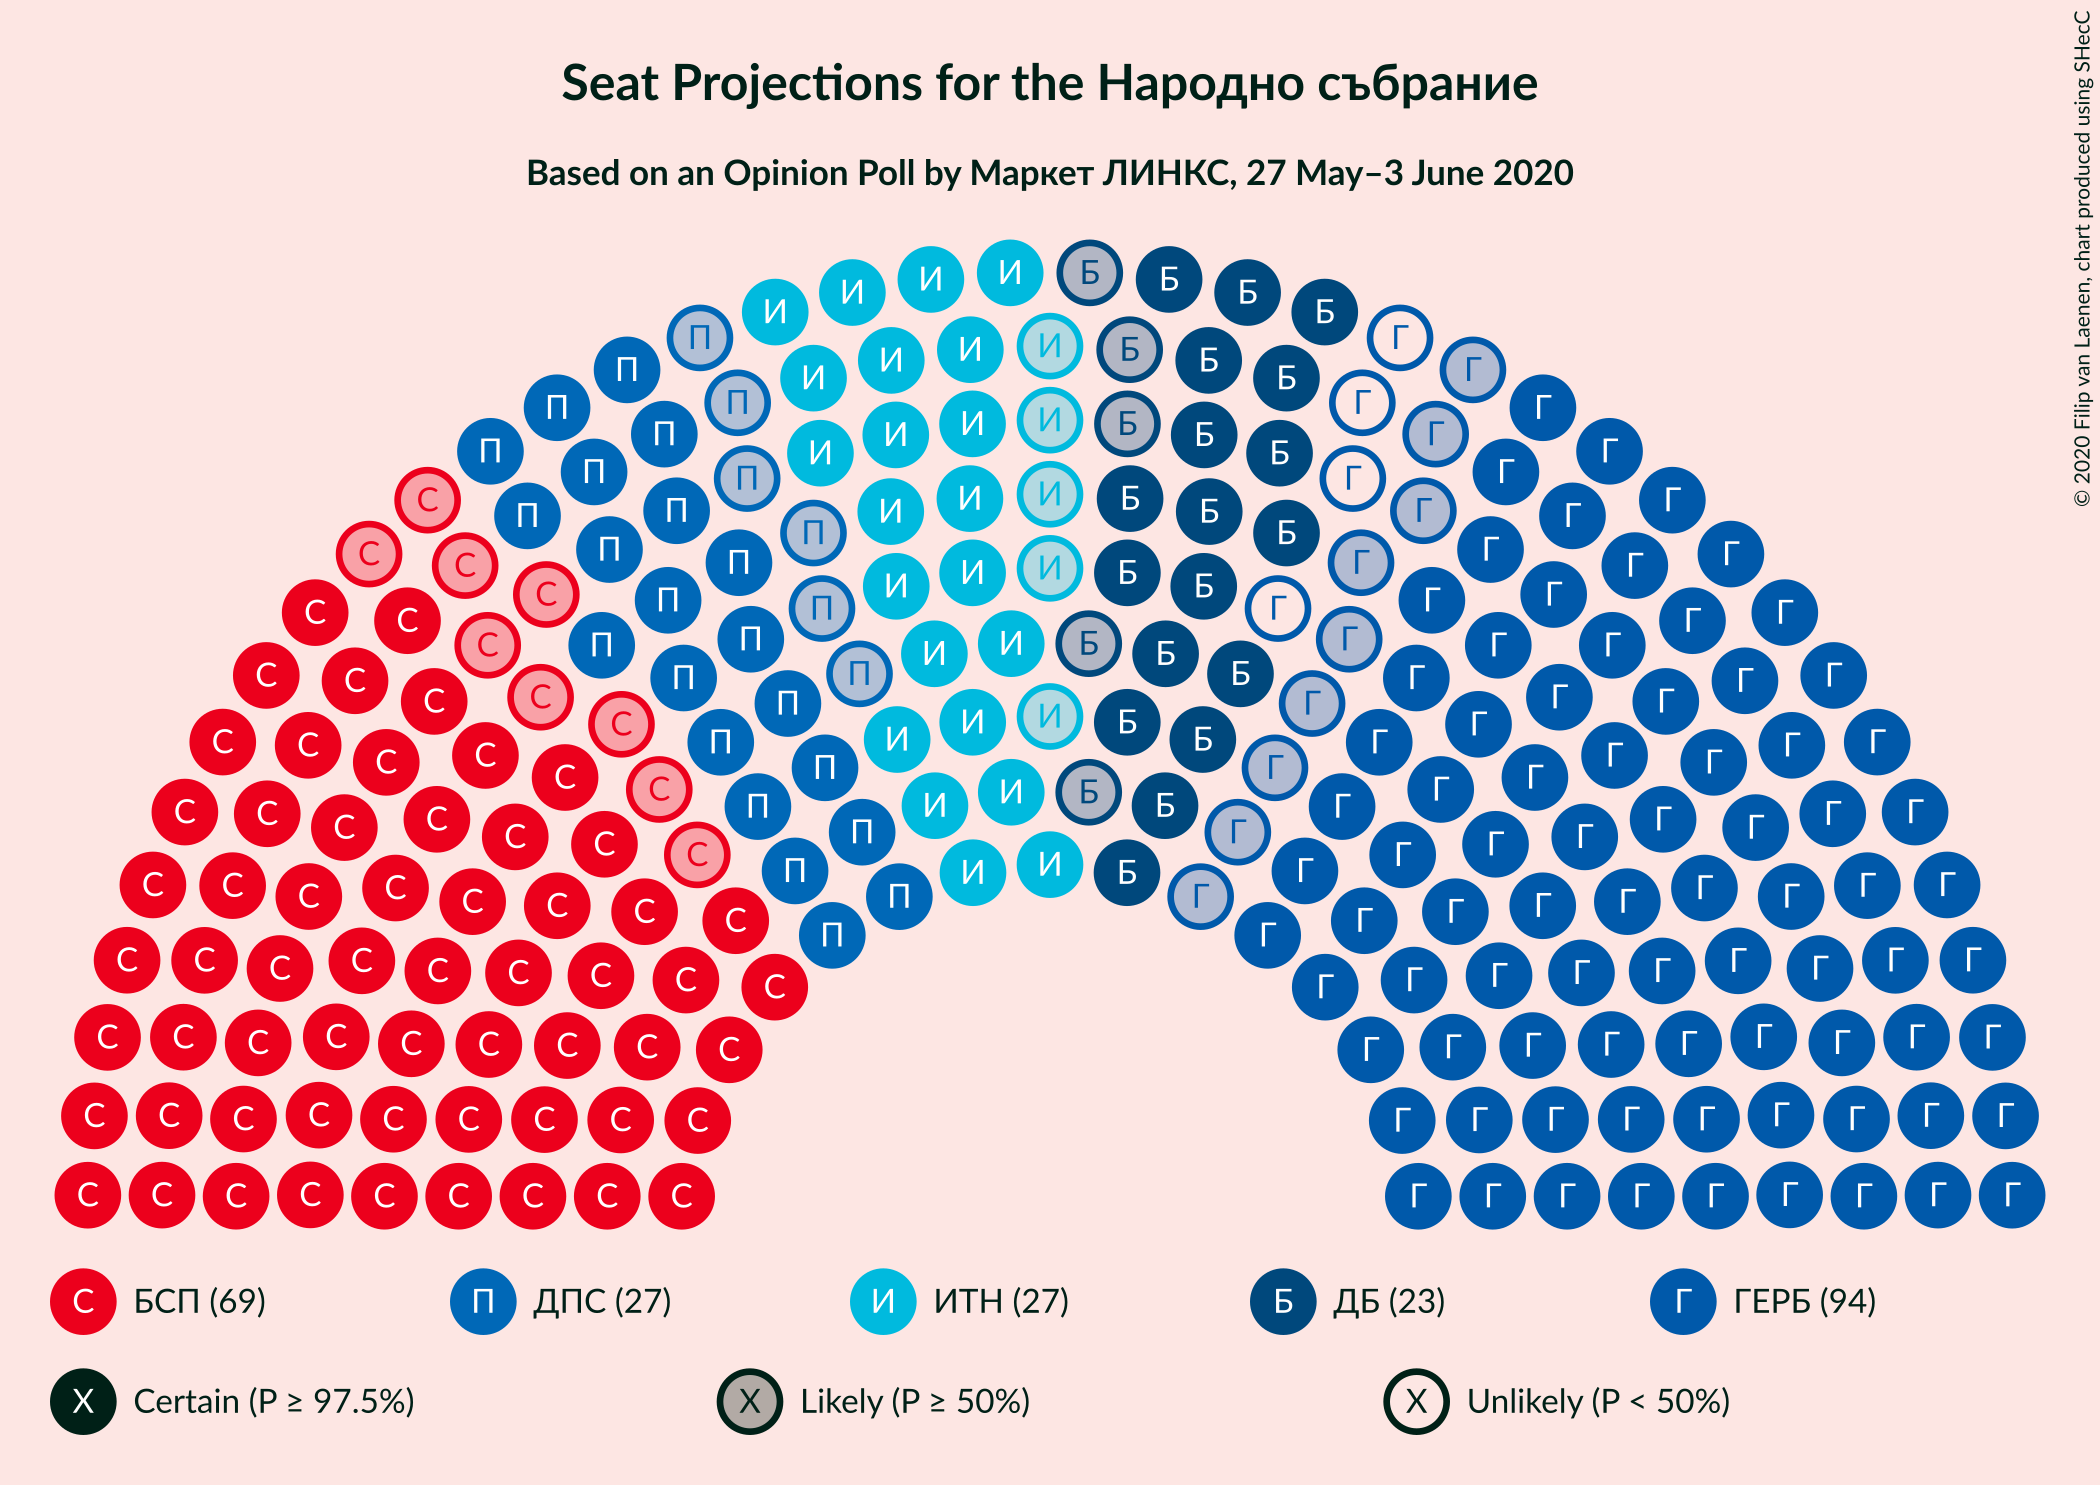 Seat Projections for the Народно събрание
Based on an Opinion Poll by Маркет ЛИНКС, 27 May–3 June 2020
© 2020 Filip van Laenen, chart produced using SHecC
С БСП (69) П ДПС (27) И ИТН (27) Б ДБ (23) Г ГЕРБ (94)
X Certain (P ≥ 97.5%) X Likely (P ≥ 50%) X Unlikely (P < 50%)